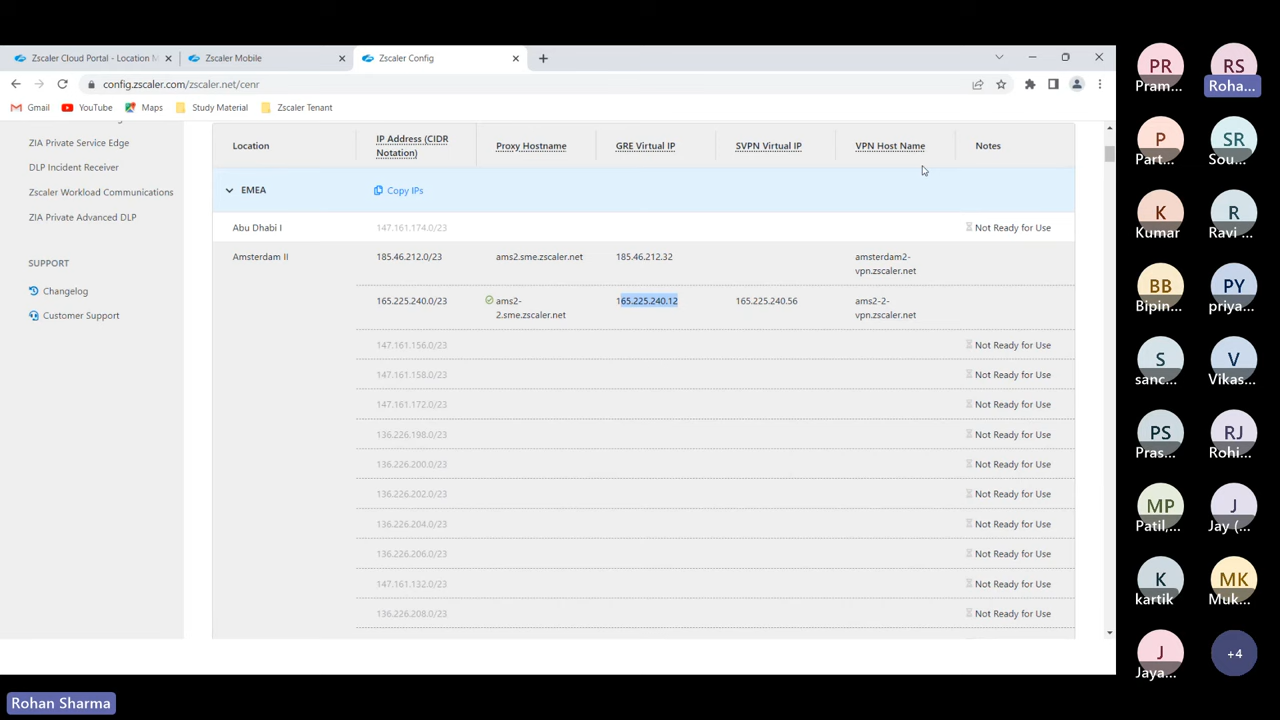 Zscaler Cloud Portal - Location M
Zscaler Mobile
Zscaler Config
config.zscaler.com/zscaler.net/cenr
Gmail
YouTube
Maps
Study Material
Zscaler Tenant
ZIA Private Service Edge
DLP Incident Receiver
Zscaler Workload Communications
ZIA Private Advanced DLP
SUPPORT
Changelog
Customer Support
Location
IP Address (CIDR
Notation)
Proxy Hostname
GRE Virtual IP
SVPN Virtual IP
VPN Host Name
Notes
EMEA
Copy IPs
Abu Dhabi I
147.161.174.0/23
Not Ready for Use
Amsterdam II
185.46.212.0/23
ams2.sme.zscaler.net
185.46.212.32
amsterdam2-
vpn.zscaler.net
165.225.240.0/23
ams2-
2.sme.zscaler.net
165.225.240.12
165.225.240.56
ams2-2-
vpn.zscaler.net
147.161.156.0/23
Not Ready for Use
147.161.158.0/23
Not Ready for Use
147.161.172.0/23
Not Ready for Use
136.226.198.0/23
Not Ready for Use
136.226.200.0/23
Not Ready for Use
136.226.202.0/23
Not Ready for Use
136.226.204.0/23
Not Ready for Use
136.226.206.0/23
Not Ready for Use
147.161.132.0/23
Not Ready for Use
136.226.208.0/23
Not Ready for Use
PR
Pram...
RS
Roha...
P
Part...
SR
Sou...
K
Kumar
R
Ravi ...
BB
Bipin...
PY
priya...
S
sanc...
V
Vikas...
PS
Pras...
RJ
Rohi...
MP
Patil,...
J
Jay (...
K
kartik
MK
Muk...
J
Jaya...
+4
Rohan Sharma